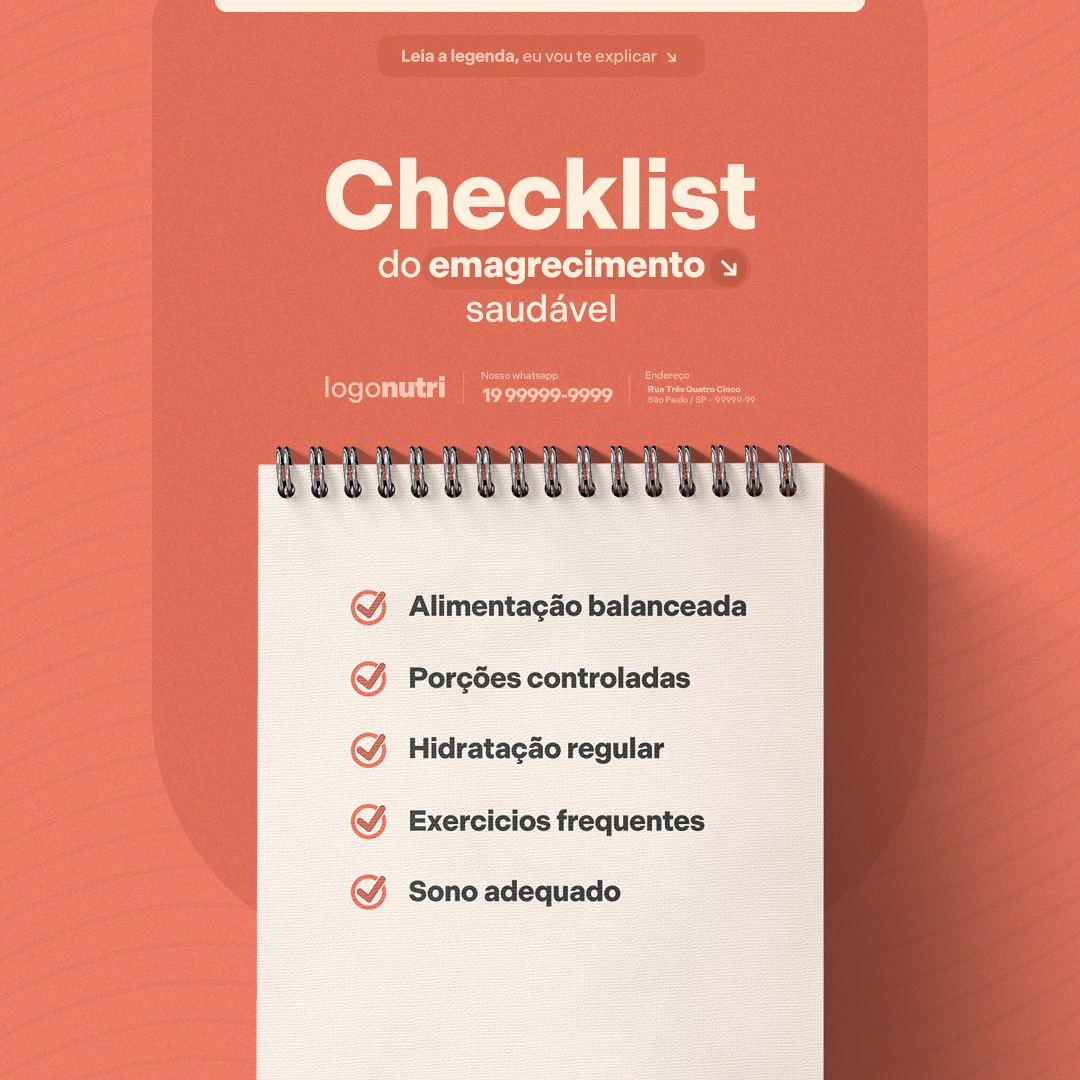 Leia a legenda, eu vou te explicar ↘
Checklist
do emagrecimento ↘
saudável
logonutri
Nosso whatsapp
19 99999-9999
Endereço
Rua Três Quatro Cinco
São Paulo / SP - 99999-99
Alimentação balanceada
Porções controladas
Hidratação regular
Exercicios frequentes
Sono adequado